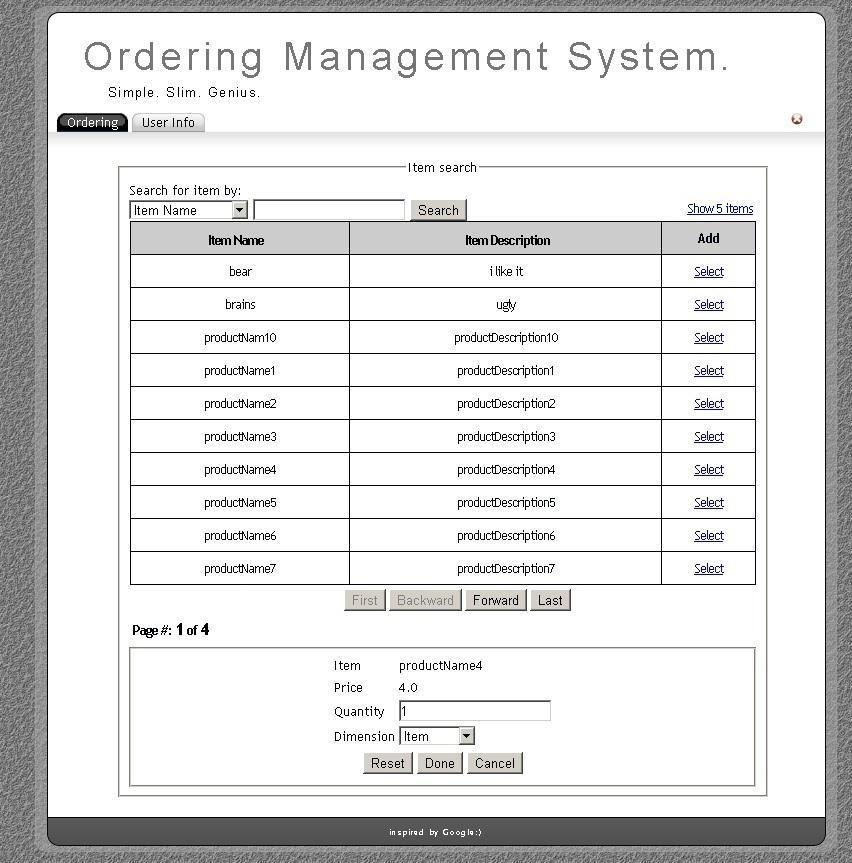 Ordering Management System.
Simple. Slim. Genius.
Ordering User Info
Item search
Search for item by:
Item Name Search Show 5 items
Item Name Item Description Add
bear i like it Select
brains ugly Select
productNam10 productDescription10 Select
productName1 productDescription1 Select
productName2 productDescription2 Select
productName3 productDescription3 Select
productName4 productDescription4 Select
productName5 productDescription5 Select
productName6 productDescription6 Select
productName7 productDescription7 Select
First Backward Forward Last
Page #: 1 of 4
Item productName4
Price 4.0
Quantity 1
Dimension Item
Reset Done Cancel
inspired by Google:)